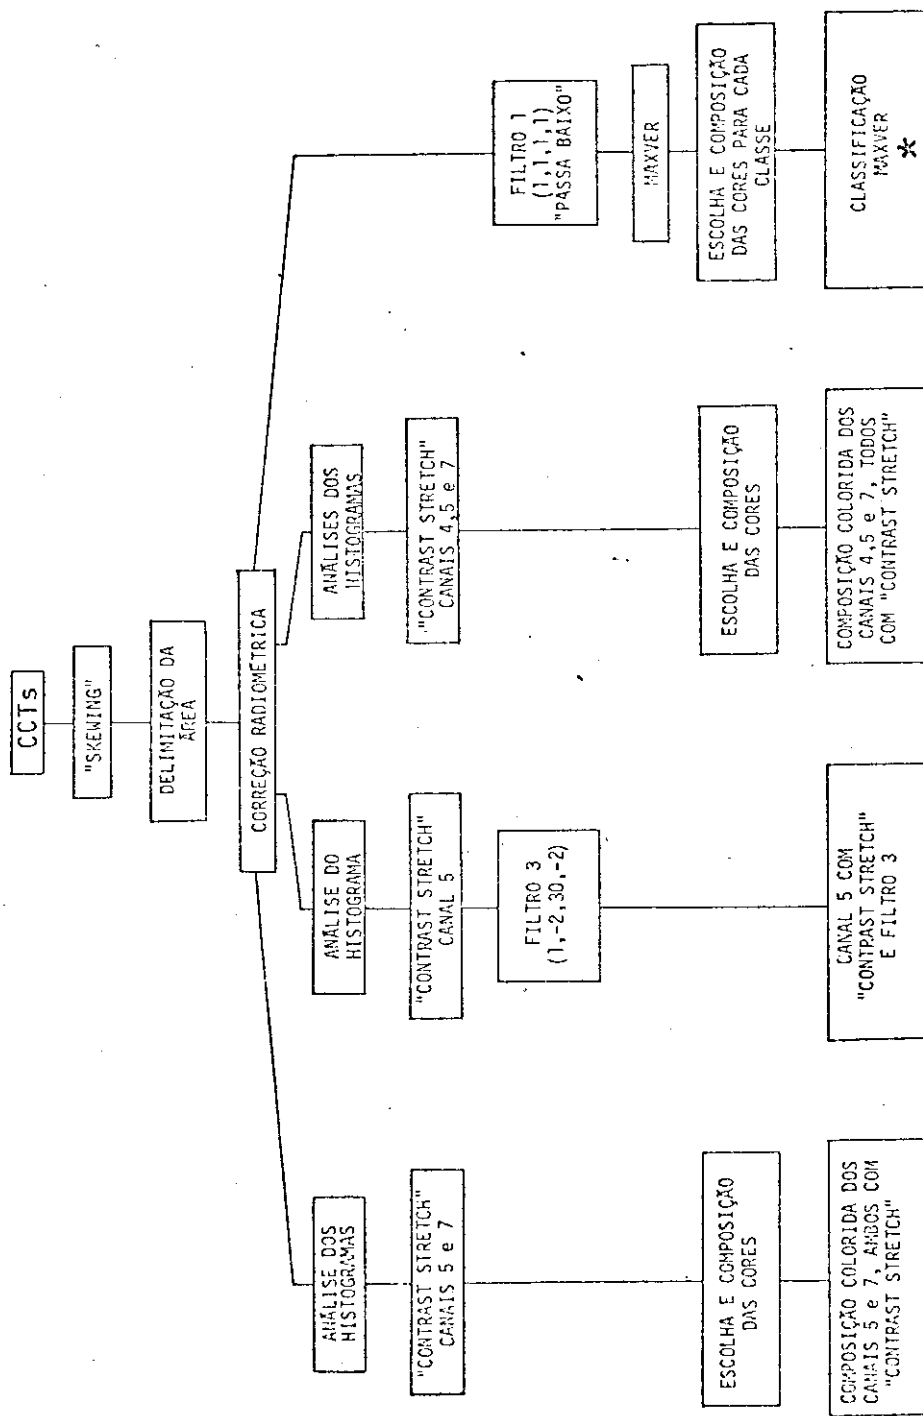 CCTs
"SKEWING"
DELIMITAÇÃO DA
ÁREA
CORREÇÃO RADIOMÉTRICA
ANÁLISE DOS
HISTOGRAMAS
"CONTRAST STRETCH"
CANAIS 5 e 7
ESCOLHA E COMPOSIÇÃO
DAS CORES
COMPOSIÇÃO COLORIDA DOS
CANAIS 5 e 7, AMBOS COM
"CONTRAST STRETCH"
ANÁLISE DO
HISTOGRAMA
"CONTRAST STRETCH"
CANAL 5
FILTRO 3
(1,-2,30,-2)
CANAL 5 COM
"CONTRAST STRETCH"
E FILTRO 3
ANÁLISES DOS
HISTOGRAMAS
"CONTRAST STRETCH"
CANAIS 4,5 e 7
ESCOLHA E COMPOSIÇÃO
DAS CORES
COMPOSIÇÃO COLORIDA DOS
CANAIS 4,5 e 7, TODOS
COM "CONTRAST STRETCH"
FILTRO 1
(1,1,1,1)
"PASSA BAIXO"
MAXVER
ESCOLHA E COMPOSIÇÃO
DAS CORES PARA CADA
CLASSE
CLASSIFICAÇÃO
MAXVER
*